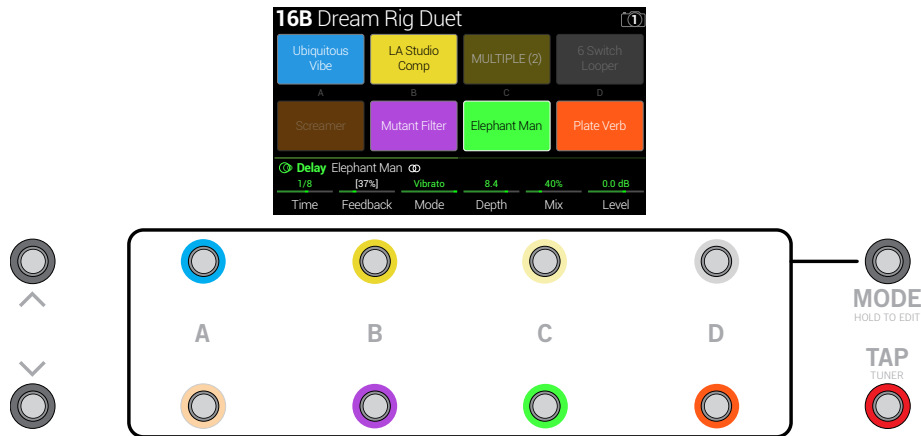 16B Dream Rig Duet 1
Ubiquitous
Vibe
LA Studio
Comp
MULTIPLE (2)
6 Switch
Looper
A B C D
Screamer
Mutant Filter
Elephant Man
Plate Verb
Delay Elephant Man
1/8 [37%] Vibrato 8.4 40% 0.0 dB
Time Feedback Mode Depth Mix Level
A B C D
MODE
HOLD TO EDIT
TAP
TUNER